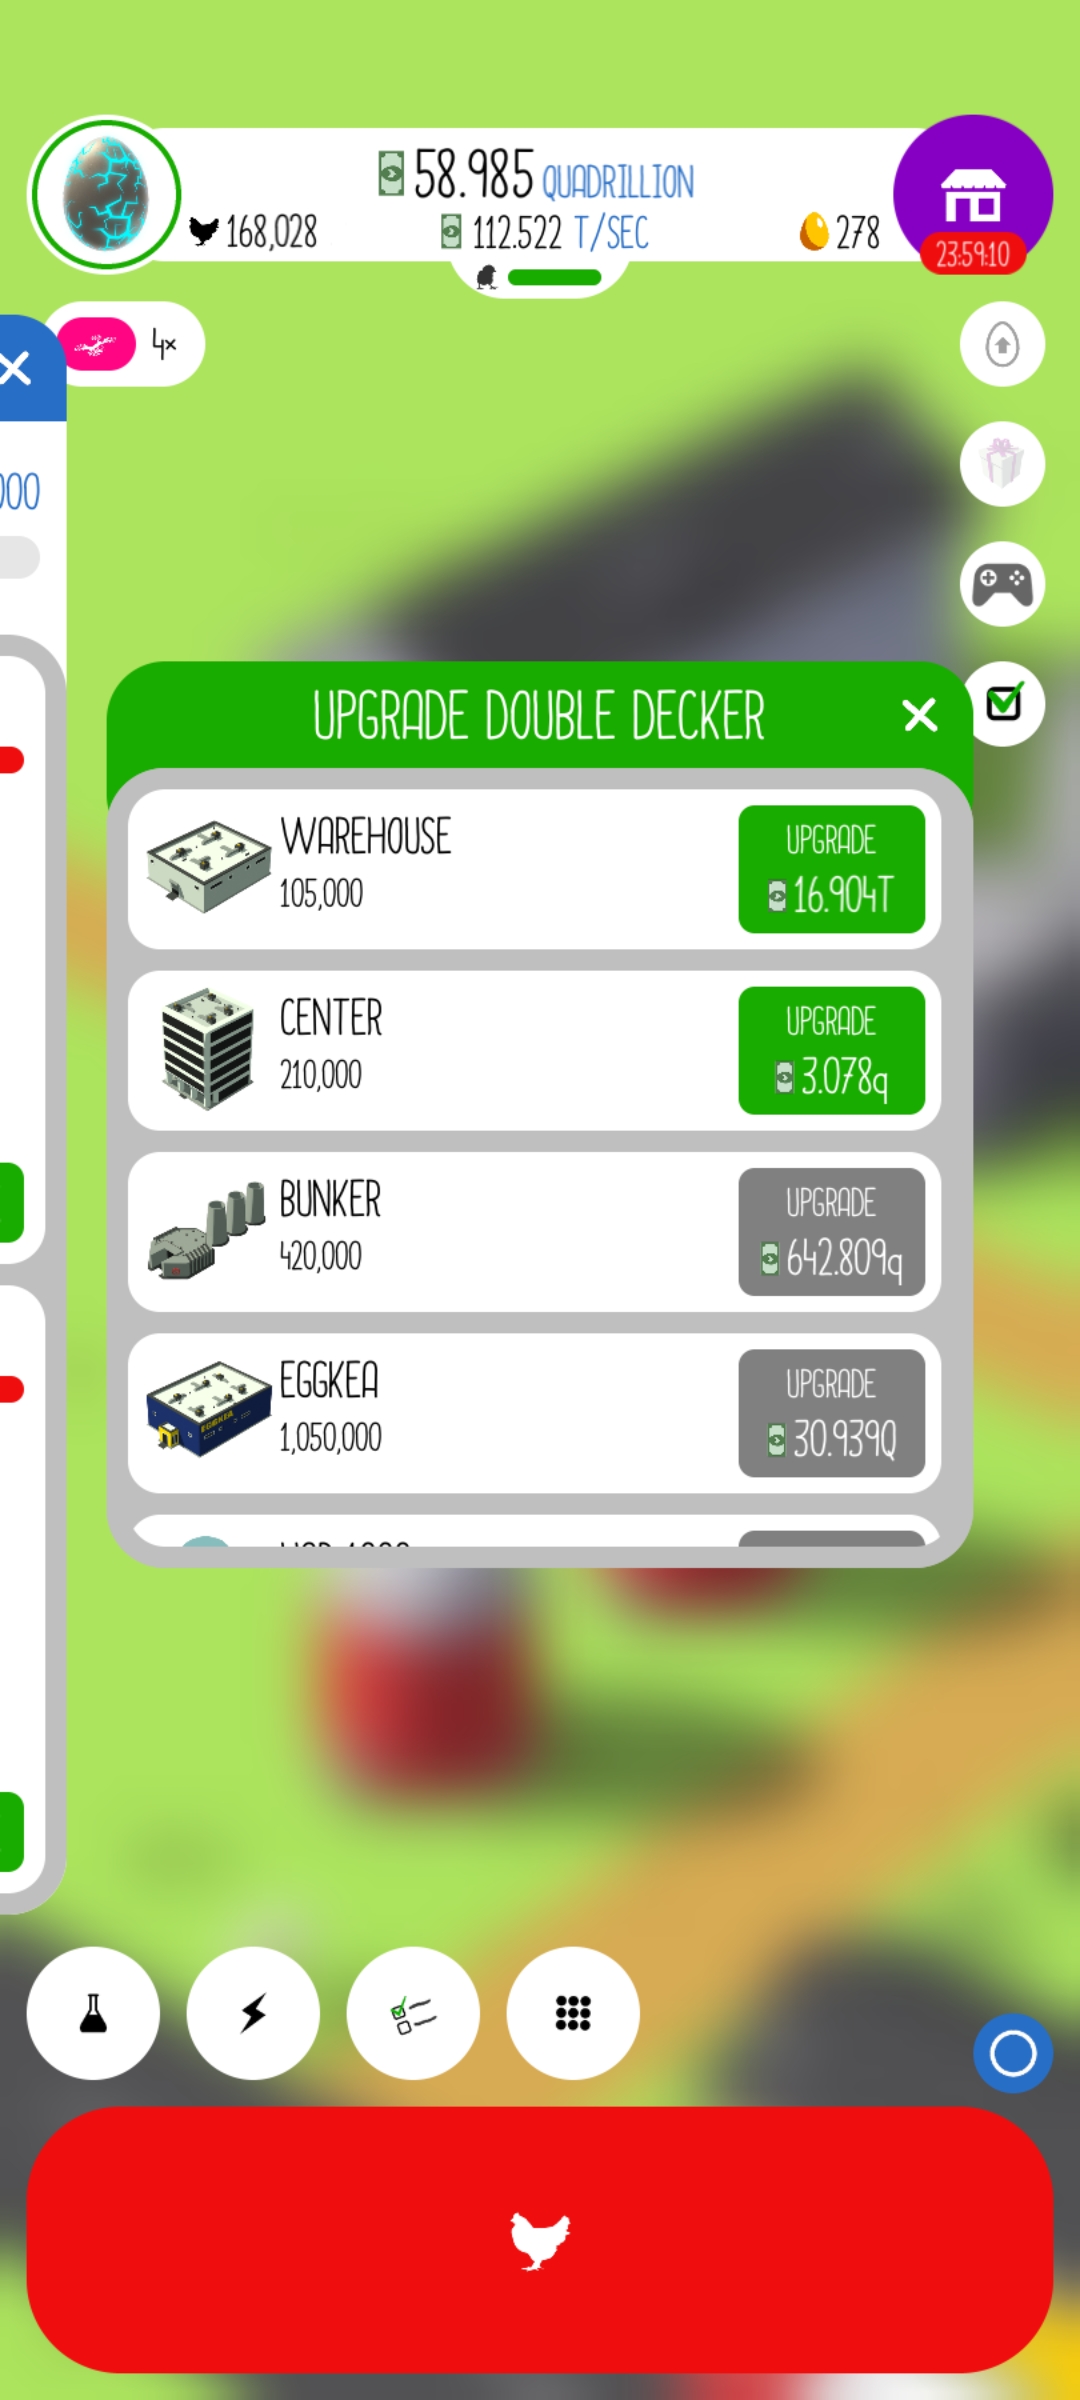 58.985 QUADRILLION
168,028
112.522 T/SEC
278
23:59:10
4x
000
UPGRADE DOUBLE DECKER
WAREHOUSE
105,000
UPGRADE
16.904T
CENTER
210,000
UPGRADE
3.078q
BUNKER
420,000
UPGRADE
642.809q
EGGKEA
1,050,000
UPGRADE
30.939Q